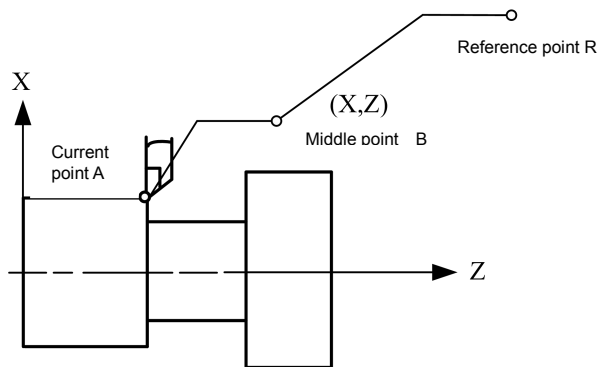 Reference point R
X
(X,Z)
Middle point B
Current
point A
Z